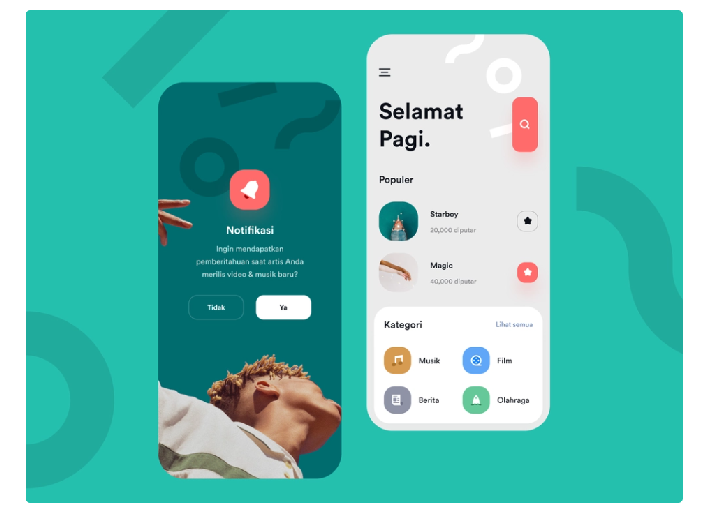 Notifikasi
Ingin mendapatkan
pemberitahuan saat artis Anda
merilis video & musik baru?
Tidak
Ya
Selamat
Pagi.
Populer
Starboy
30,000 diputar
Magic
40,000 diputar
Kategori
Lihat semua
Musik
Film
Berita
Olahraga